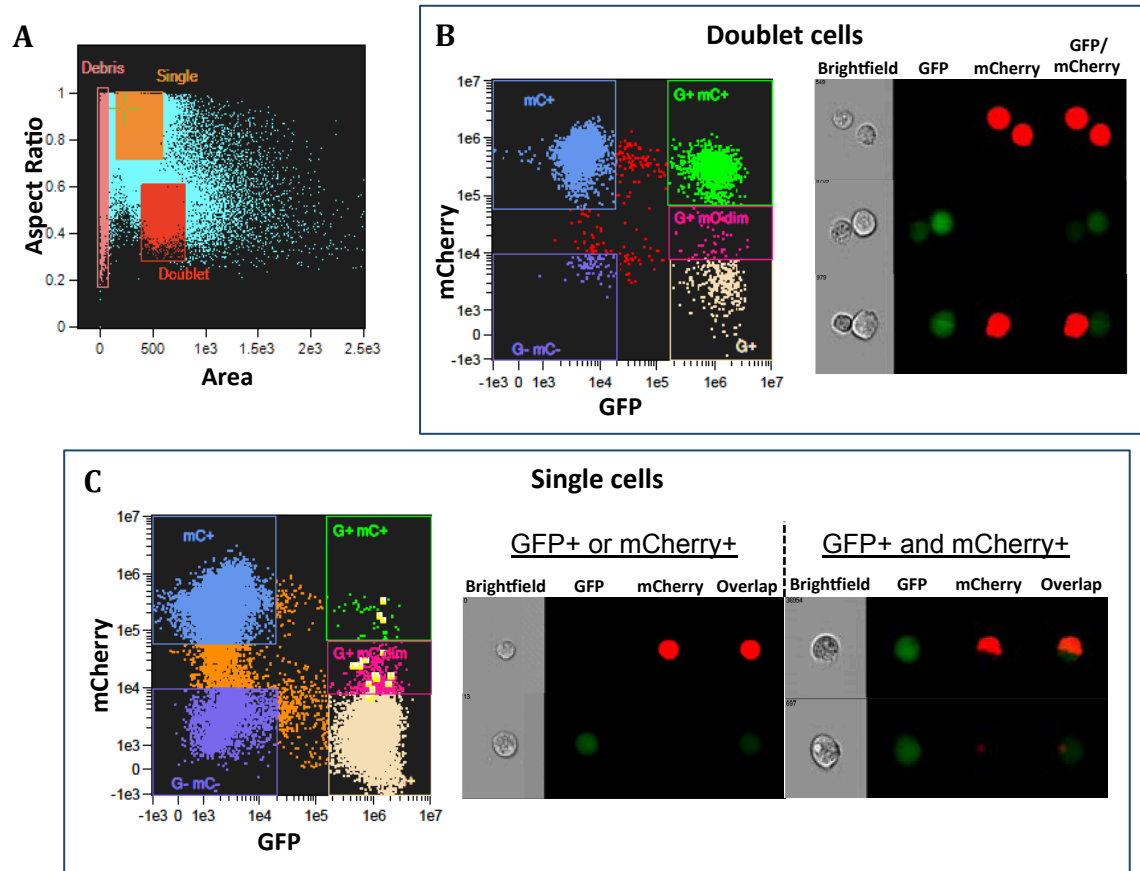 A
Debris
Single
Doublet
1
0.8
0.6
0.4
0.2
0
0
500
1e3
1.5e3
2e3
2.5e3
Aspect Ratio
Area
B
Doublet cells
1e7
1e6
1e5
1e4
1e3
0
-1e3
mC+
G+ mC+
G+ mC dim
G- mC-
G+
-1e3 0 1e3 1e4 1e5 1e6 1e7
mCherry
GFP
Brightfield GFP mCherry GFP/
mCherry
C
Single cells
1e7
1e6
1e5
1e4
1e3
0
-1e3
mC+
G+ mC+
G+ mC dim
G- mC-
-1e3 0 1e3 1e4 1e5 1e6 1e7
mCherry
GFP
GFP+ or mCherry+
Brightfield GFP mCherry Overlap
0
13
GFP+ and mCherry+
Brightfield GFP mCherry Overlap
36954
697